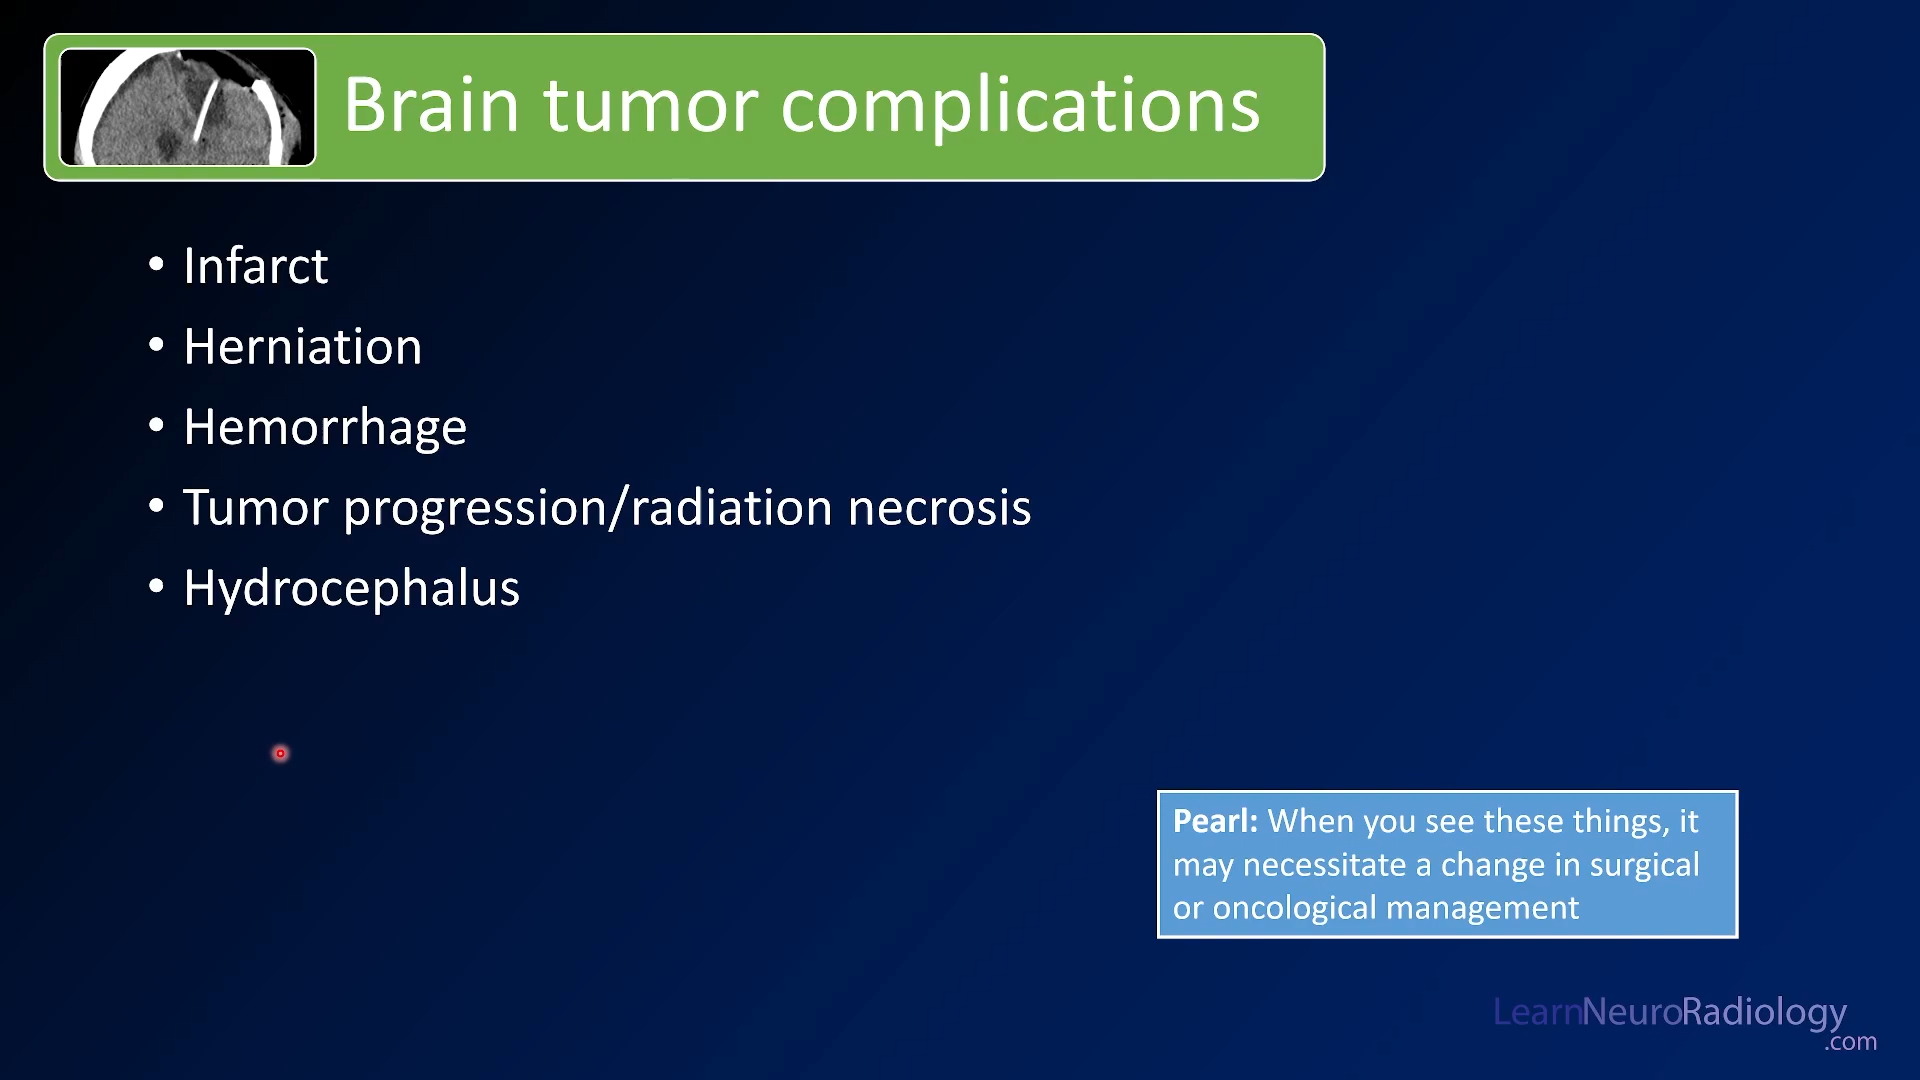 Brain tumor complications
• Infarct
• Herniation
• Hemorrhage
• Tumor progression/radiation necrosis
• Hydrocephalus
Pearl: When you see these things, it
may necessitate a change in surgical
or oncological management
LearnNeuroRadiology
.com